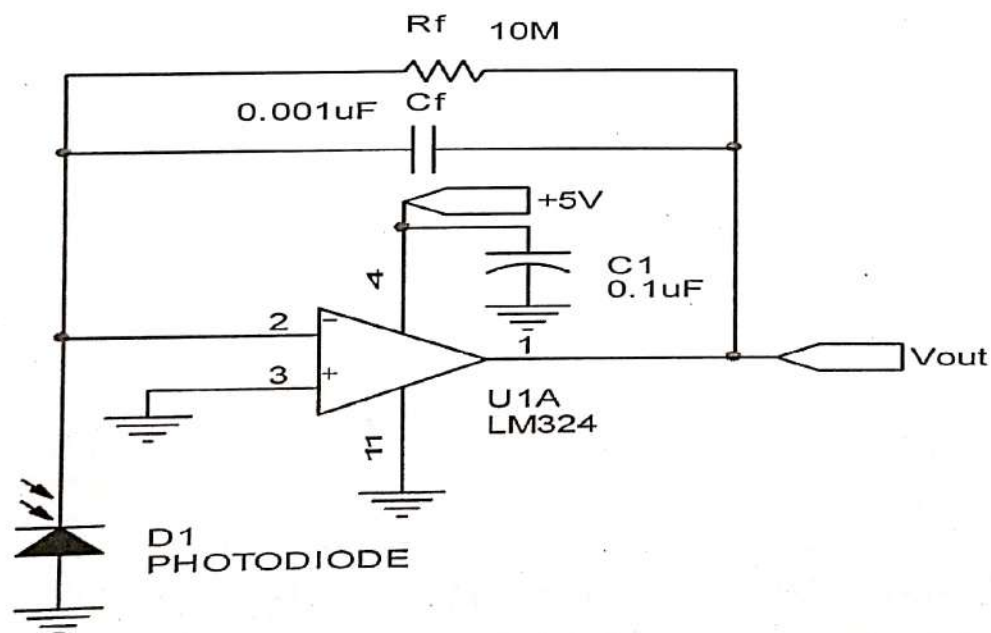 Rf 10M
0.001uF Cf
+5V
C1
0.1uF
4
2
-
1
3
+
Vout
U1A
LM324
11
D1
PHOTODIODE